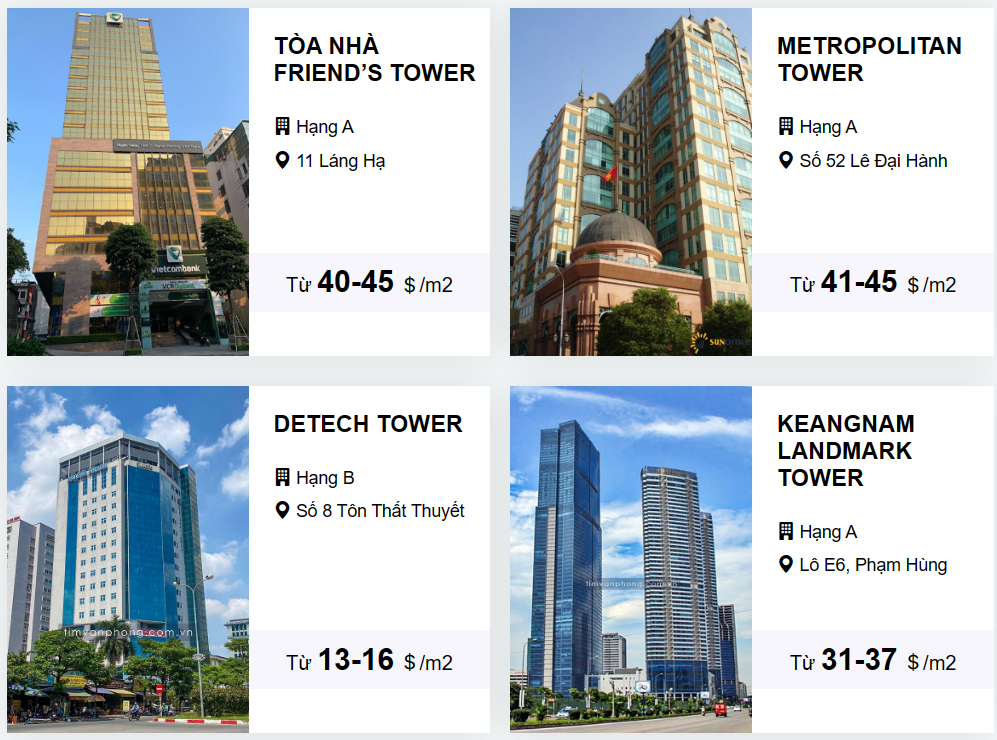 TÒA NHÀ
FRIEND’S TOWER
Hạng A
11 Láng Hạ
Từ 40-45 $ /m2
Vietcombank
METROPOLITAN
TOWER
Hạng A
Số 52 Lê Đại Hành
Từ 41-45 $ /m2
SUN OFFICE
DETECH TOWER
Hạng B
Số 8 Tôn Thất Thuyết
Từ 13-16 $ /m2
timvanphong.com.vn
KEANGNAM
LANDMARK
TOWER
Hạng A
Lô E6, Phạm Hùng
Từ 31-37 $ /m2
timvanphong.com.vn